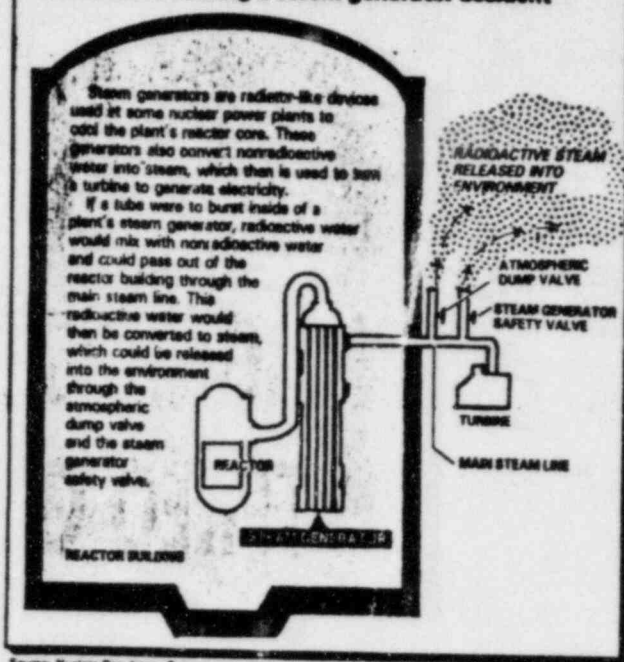 a steam generator accident
Steam generators are radiator-like devices
used at some nuclear power plants to
cool the plant's reactor core. These
generators also convert nonradioactive
water into steam, which then is used to turn
a turbine to generate electricity.
If a tube were to burst inside of a
plant's steam generator, radioactive water
would mix with nonradioactive water
and could pass out of the
reactor building through the
main steam line. This
radioactive water would
then be converted to steam,
which could be released
into the environment
through the
atmospheric
dump valve
and the steam
generator
safety valve.
RADIOACTIVE STEAM
RELEASED INTO
ENVIRONMENT
ATMOSPHERIC
DUMP VALVE
STEAM GENERATOR
SAFETY VALVE
TURBINE
MAIN STEAM LINE
REACTOR
STEAM GENERATOR
REACTOR BUILDING